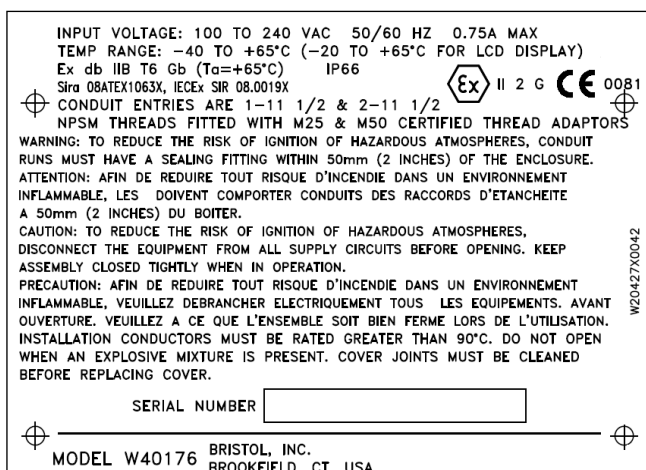 INPUT VOLTAGE: 100 TO 240 VAC 50/60 HZ 0.75A MAX
TEMP RANGE: −40 TO +65°C (−20 TO +65°C FOR LCD DISPLAY)
Ex db IIB T6 Gb (Ta=+65°C) IP66
Sira 08ATEX1063X, IECEx SIR 08.0019X
Ex II 2 G CE 0081
CONDUIT ENTRIES ARE 1−11 1/2 & 2−11 1/2
NPSM THREADS FITTED WITH M25 & M50 CERTIFIED THREAD ADAPTORS
WARNING: TO REDUCE THE RISK OF IGNITION OF HAZARDOUS ATMOSPHERES, CONDUIT
RUNS MUST HAVE A SEALING FITTING WITHIN 50mm (2 INCHES) OF THE ENCLOSURE.
ATTENTION: AFIN DE REDUIRE TOUT RISQUE D'INCENDIE DANS UN ENVIRONNEMENT
INFLAMMABLE, LES DOIVENT COMPORTER CONDUITS DES RACCORDS D'ETANCHEITE
A 50mm (2 INCHES) DU BOITER.
CAUTION: TO REDUCE THE RISK OF IGNITION OF HAZARDOUS ATMOSPHERES,
DISCONNECT THE EQUIPMENT FROM ALL SUPPLY CIRCUITS BEFORE OPENING. KEEP
ASSEMBLY CLOSED TIGHTLY WHEN IN OPERATION.
PRECAUTION: AFIN DE REDUIRE TOUT RISQUE D'INCENDIE DANS UN ENVIRONNEMENT
INFLAMMABLE, VEUILLEZ DEBRANCHER ELECTRIQUEMENT TOUS LES EQUIPEMENTS. AVANT
OUVERTURE. VEUILLEZ A CE QUE L'ENSEMBLE SOIT BIEN FERME LORS DE L'UTILISATION.
INSTALLATION CONDUCTORS MUST BE RATED GREATER THAN 90°C. DO NOT OPEN
WHEN AN EXPLOSIVE MIXTURE IS PRESENT. COVER JOINTS MUST BE CLEANED
BEFORE REPLACING COVER.
W20427X0042
SERIAL NUMBER
MODEL W40176 BRISTOL, INC.
BROOKFIELD, CT USA